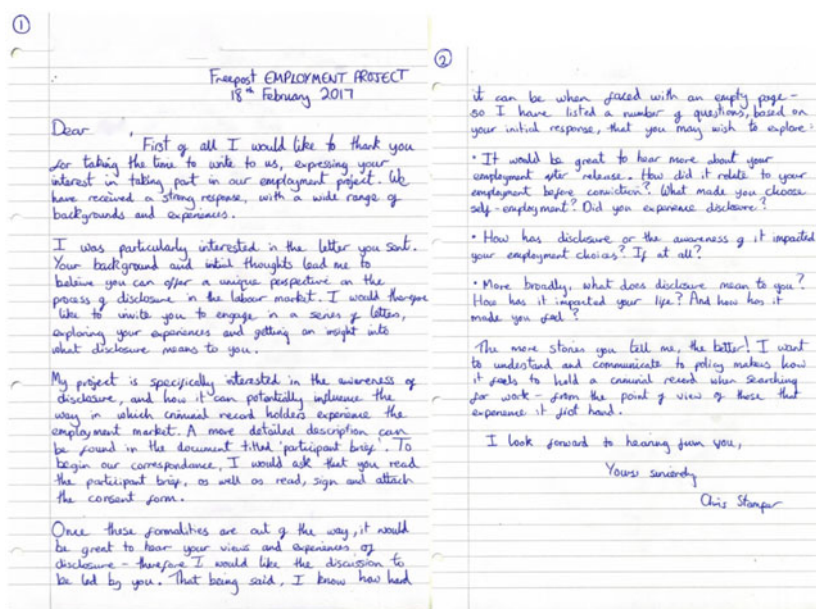 ①
Freepost EMPLOYMENT PROJECT
18th February 2017
Dear ,
First of all I would like to thank you
for taking the time to write to us, expressing your
interest in taking part in our employment project. We
have received a strong response, with a wide range of
backgrounds and experiences.
I was particularly interested in the letter you sent.
Your background and initial thoughts lead me to
believe you can offer a unique perspective on the
process of disclosure in the labour market. I would therefore
like to invite you to engage in a series of letters,
exploring your experiences and getting an insight into
what disclosure means to you.
My project is specifically interested in the awareness of
disclosure, and how it can potentially influence the
way in which criminal record holders experience the
employment market. A more detailed description can
be found in the document titled 'participant brief'. To
begin our correspondence, I would ask that you read
the participant brief, as well as read, sign and attach
the consent form.
Once these formalities are out of the way, it would
be great to hear your views and experiences of
disclosure - therefore I would like the discussion to
be led by you. That being said, I know how hard
②
it can be when faced with an empty page -
so I have listed a number of questions, based on
your initial response, that you may wish to explore:
• It would be great to hear more about your
employment after release. How did it relate to your
employment before conviction? What made you choose
self-employment? Did you experience disclosure?
• How has disclosure or the awareness of it impacted
your employment choices? If at all?
• More broadly, what does disclosure mean to you?
How has it impacted your life? And how has it
made you feel?
The more stories you tell me, the better! I want
to understand and communicate to policy makers how
it feels to hold a criminal record when searching
for work - from the point of view of those that
experience it first hand.
I look forward to hearing from you,
Yours sincerely
Chris Stamper